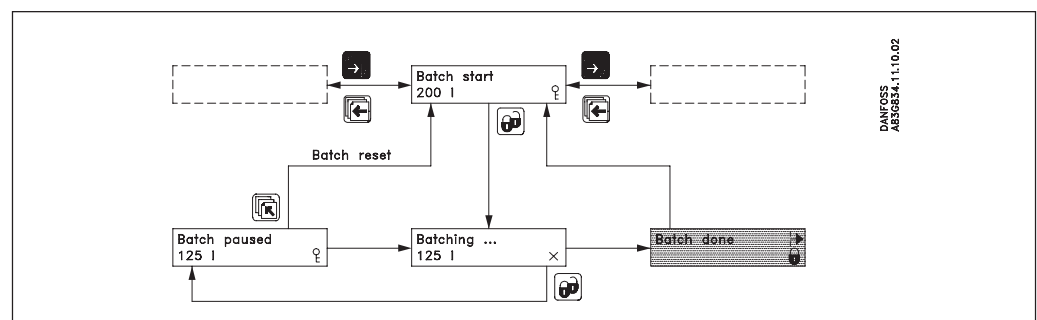 Batch start
200 l
DANFOSS
A83G834.11.10.02
Batch reset
Batch paused
125 l
Batching ...
125 l
Batch done